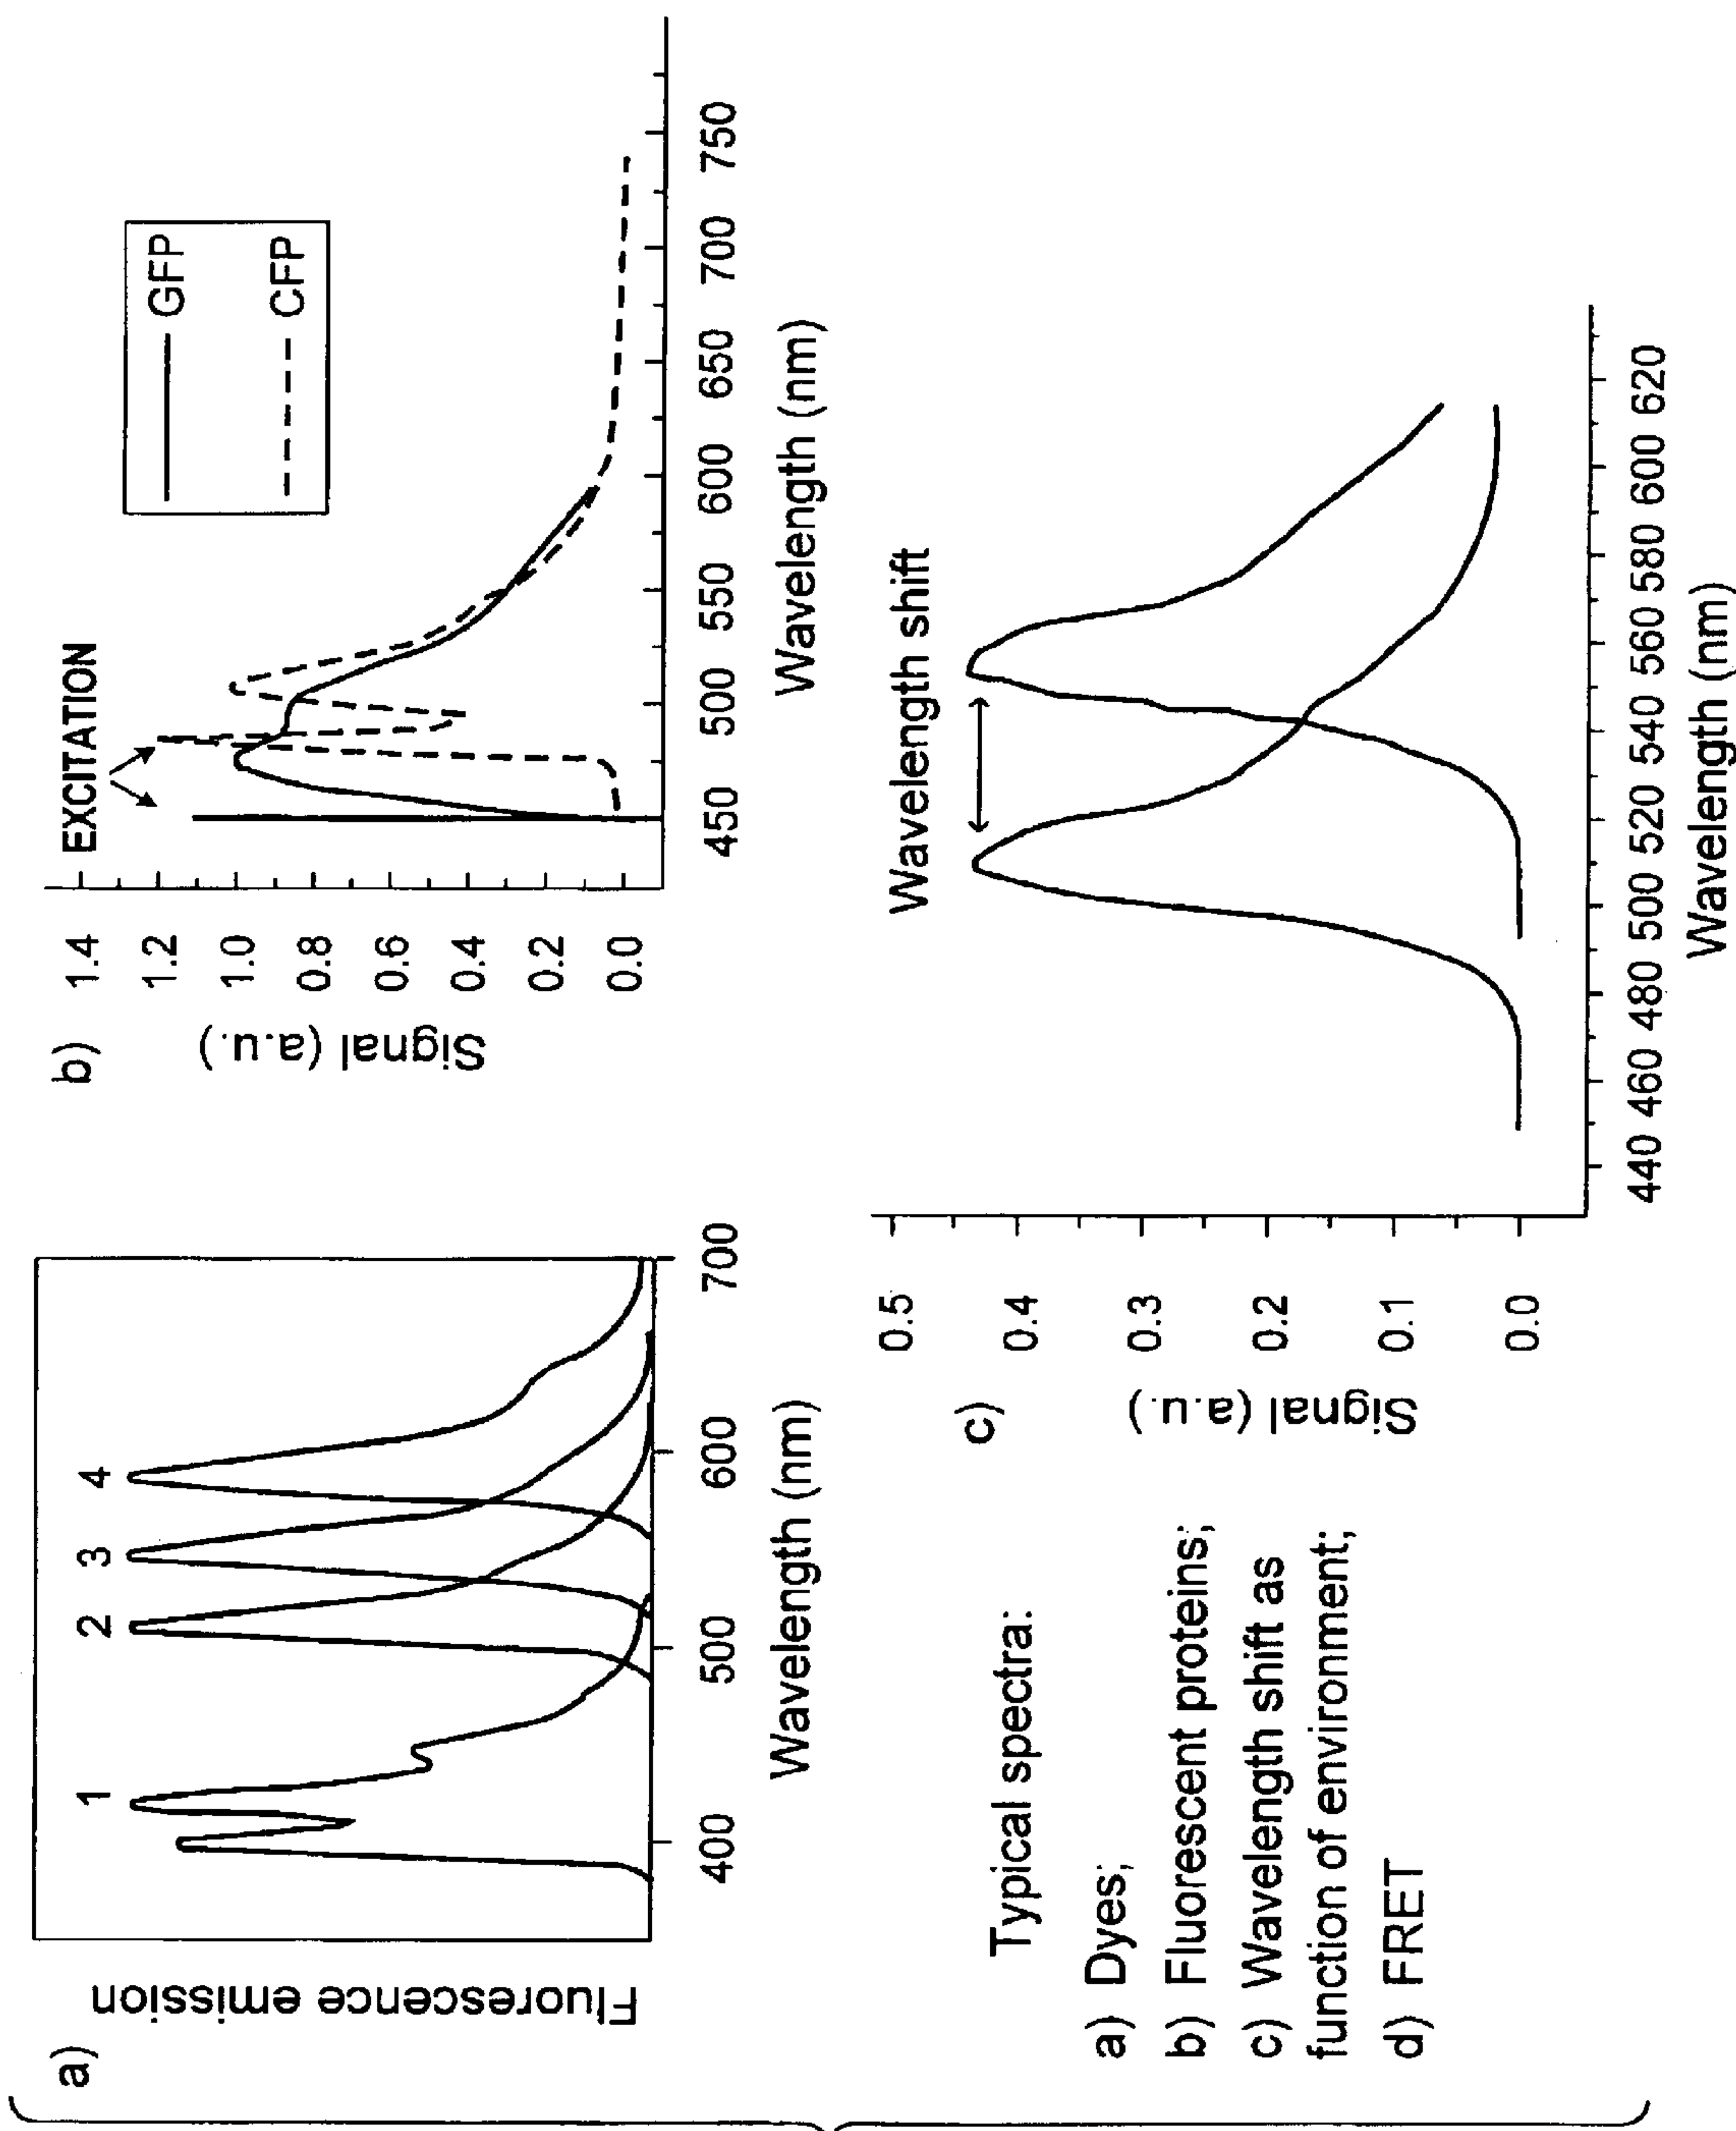 a)
Fluorescence emission
1
2
3
4
400
500
600
700
Wavelength (nm)
b)
Signal (a.u.)
1.4
1.2
1.0
0.8
0.6
0.4
0.2
0.0
EXCITATION
GFP
CFP
450
500
550
600
650
700
750
Wavelength (nm)
Typical spectra:
a) Dyes;
b) Fluorescent proteins;
c) Wavelength shift as
function of environment;
d) FRET
c)
Signal (a.u.)
0.5
0.4
0.3
0.2
0.1
0.0
Wavelength shift
440 460 480 500 520 540 560 580 600 620
Wavelength (nm)